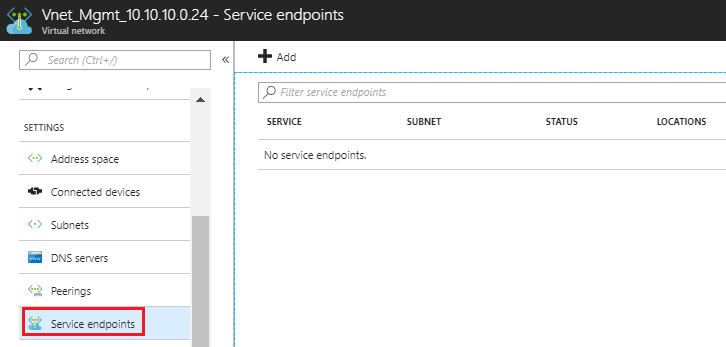 Vnet_Mgmt_10.10.10.0.24 - Service endpoints
Virtual network
Search (Ctrl+/)
«
Add
Filter service endpoints
SERVICE SUBNET STATUS LOCATIONS
No service endpoints.
SETTINGS
Address space
Connected devices
Subnets
DNS servers
Peerings
Service endpoints